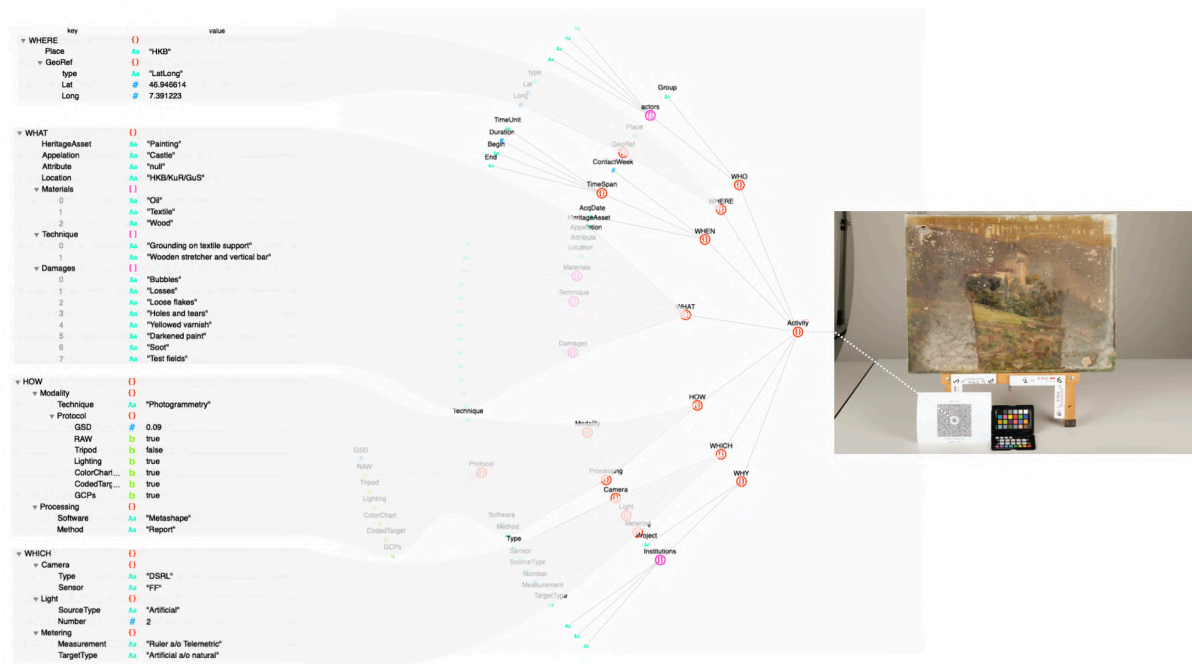 key value
WHERE {}
Place Aa "HKB"
GeoRef {}
type Aa "LatLong"
Lat # 46.946614
Long # 7.391223
WHAT {}
HeritageAsset Aa "Painting"
Appelation Aa "Castle"
Attribute Aa "null"
Location Aa "HKB/KuR/GuS"
Materials [ ]
0 Aa "Oil"
1 Aa "Textile"
2 Aa "Wood"
Technique [ ]
0 Aa "Grounding on textile support"
1 Aa "Wooden stretcher and vertical bar"
Damages [ ]
0 Aa "Bubbles"
1 Aa "Losses"
2 Aa "Loose flakes"
3 Aa "Holes and tears"
4 Aa "Yellowed varnish"
5 Aa "Darkened paint"
6 Aa "Soot"
7 Aa "Test fields"
HOW {}
Modality {}
Technique Aa "Photogrammetry"
Protocol {}
GSD # 0.09
RAW b true
Tripod b false
Lighting b true
ColorChart... b true
CodedTarg... b true
GCPs b true
Processing {}
Software Aa "Metashape"
Method Aa "Report"
WHICH {}
Camera {}
Type Aa "DSRL"
Sensor Aa "FF"
Light {}
SourceType Aa "Artificial"
Number # 2
Metering {}
Measurement Aa "Ruler a/o Telemetric"
TargetType Aa "Artificial a/o natural"
type
Lat
Long
Group
actors
TimeUnit
Duration
Begin
End
Place
GeoRef
ContactWeek
TimeSpan
WHO
WHERE
AcqDate
HeritageAsset
Appelation
Attribute
Location
WHEN
Materials
Technique
WHAT
Activity
Damages
HOW
Technique
Modality
WHICH
GSD
RAW
Tripod
Lighting
ColorChart
CodedTarget
GCPs
Protocol
Processing
Camera
Light
Metering
Project
Institutions
WHY
Software
Method
Type
Sensor
SourceType
Number
Measurement
TargetType